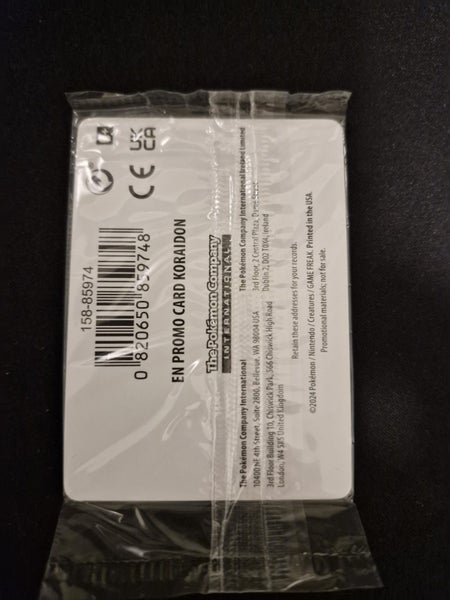 UK
CA
CE
158-85974
0 820650 859748
EN PROMO CARD KORAIDON
The Pokémon Company
INTERNATIONAL
The Pokémon Company International
10400 NE 4th Street, Suite 2800, Bellevue, WA 98004 USA
3rd Floor Building 10, Chiswick Park, 566 Chiswick High Road
London, W4 5XS United Kingdom
The Pokémon Company International Ireland Limited
3rd Floor, 2 Central Plaza, Dame Street
Dublin 2, D02 T0X4, Ireland
Retain these addresses for your records.
©2024 Pokémon / Nintendo / Creatures / GAME FREAK. Printed in the USA.
Promotional materials; not for sale.